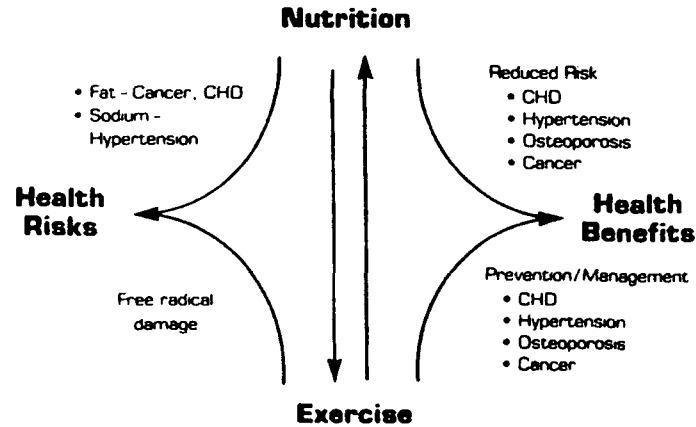 Nutrition
• Fat - Cancer, CHD
• Sodium -
Hypertension
Reduced Risk
• CHD
• Hypertension
• Osteoporosis
• Cancer
Health
Risks
Health
Benefits
Free radical
damage
Prevention/Management
• CHD
• Hypertension
• Osteoporosis
• Cancer
Exercise